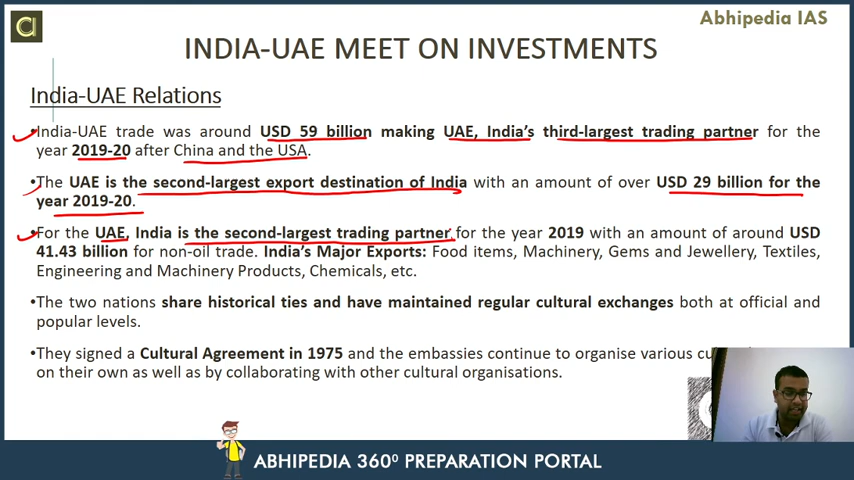 Abhipedia IAS
INDIA-UAE MEET ON INVESTMENTS
India-UAE Relations
•India-UAE trade was around USD 59 billion making UAE, India's third-largest trading partner for the
year 2019-20 after China and the USA.
•The UAE is the second-largest export destination of India with an amount of over USD 29 billion for the
year 2019-20.
•For the UAE, India is the second-largest trading partner for the year 2019 with an amount of around USD
41.43 billion for non-oil trade. India's Major Exports: Food items, Machinery, Gems and Jewellery, Textiles,
Engineering and Machinery Products, Chemicals, etc.
•The two nations share historical ties and have maintained regular cultural exchanges both at official and
popular levels.
•They signed a Cultural Agreement in 1975 and the embassies continue to organise various
on their own as well as by collaborating with other cultural organisations.
ABHIPEDIA 360⁰ PREPARATION PORTAL